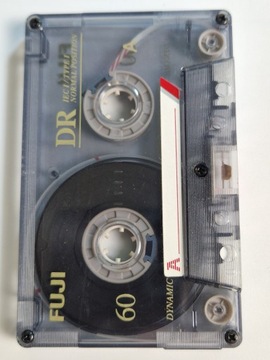 FUJI
DR
IEC I / TYPE I
NORMAL POSITION
60
A
DYNAMIC
A